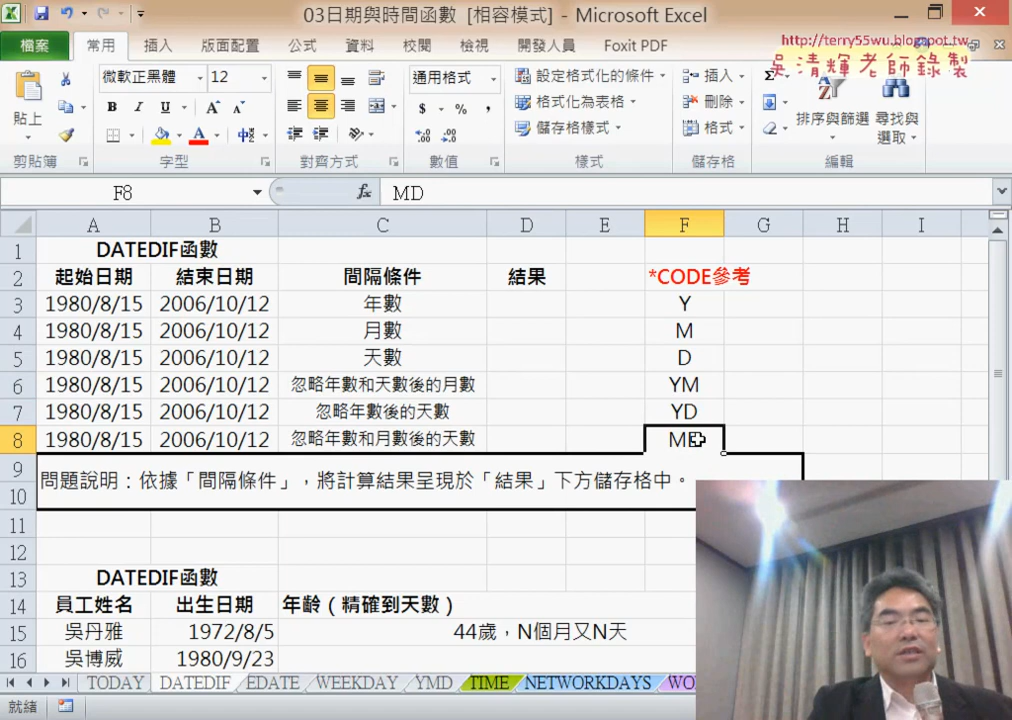 03日期與時間函數 [相容模式] - Microsoft Excel
http://terry55wu.blogspot.tw
吳清輝老師錄製
檔案 常用 插入 版面配置 公式 資料 校閱 檢視 開發人員 Foxit PDF
微軟正黑體 12 通用格式 設定格式化的條件 插入
貼上 B I U A A 格式化為表格 刪除 排序與篩選 尋找與
A 中 $ % , 儲存格樣式 格式 選取
剪貼簿 字型 對齊方式 數值 樣式 儲存格 編輯
F8 fx MD
A B C D E F G H I
1 DATEDIF函數
2 起始日期 結束日期 間隔條件 結果 *CODE參考
3 1980/8/15 2006/10/12 年數 Y
4 1980/8/15 2006/10/12 月數 M
5 1980/8/15 2006/10/12 天數 D
6 1980/8/15 2006/10/12 忽略年數和天數後的月數 YM
7 1980/8/15 2006/10/12 忽略年數後的天數 YD
8 1980/8/15 2006/10/12 忽略年數和月數後的天數 MD
9
問題說明：依據「間隔條件」，將計算結果呈現於「結果」下方儲存格中。
10
11
12
13 DATEDIF函數
14 員工姓名 出生日期 年齡（精確到天數）
15 吳丹雅 1972/8/5 44歲，N個月又N天
16 吳博威 1980/9/23
TODAY DATEDIF EDATE WEEKDAY YMD TIME NETWORKDAYS WO
就緒